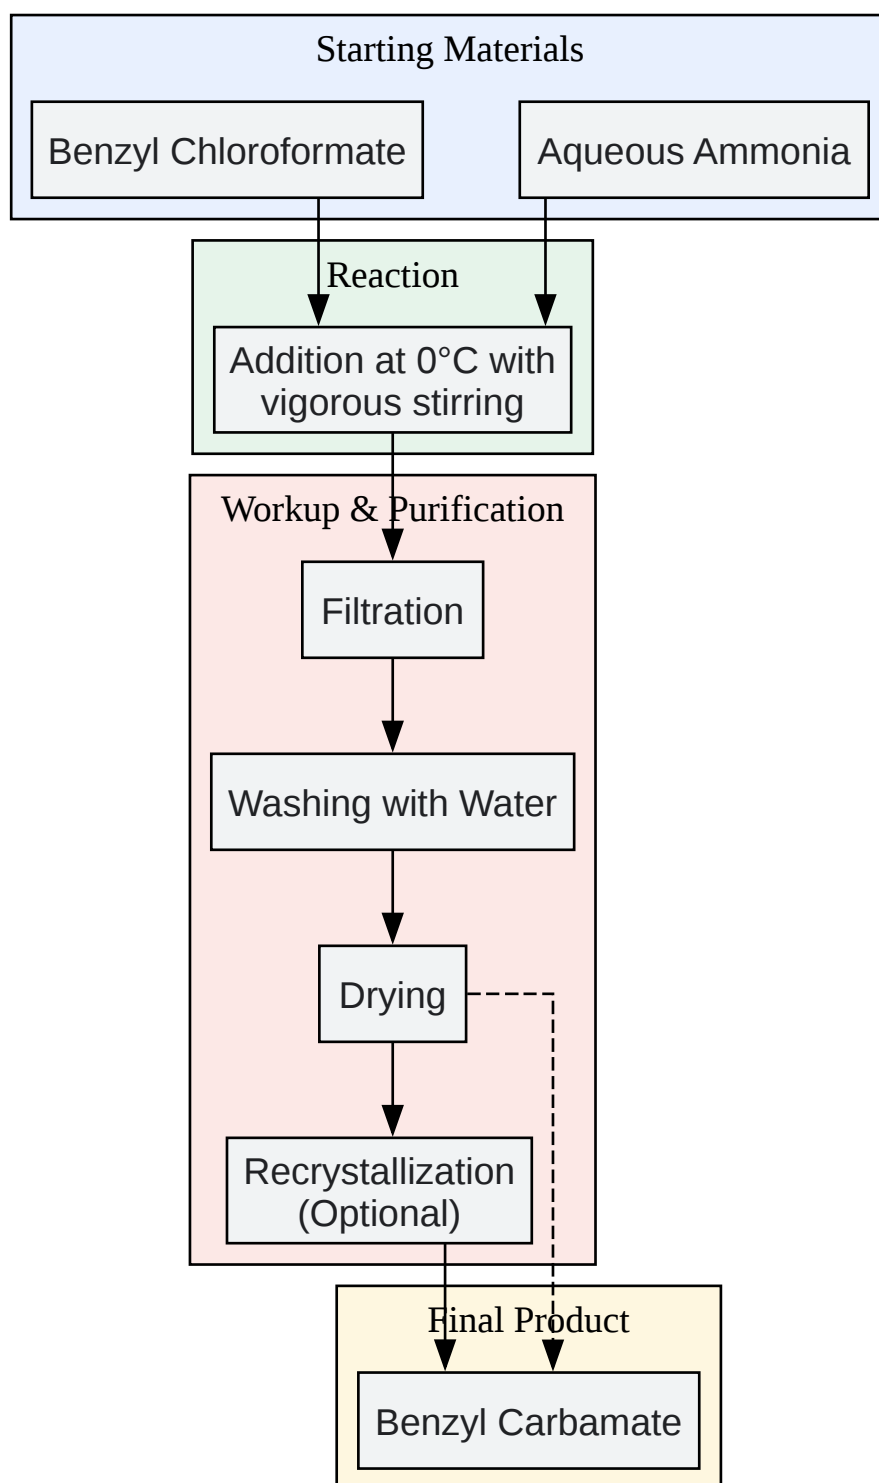 Starting Materials
Benzyl Chloroformate
Aqueous Ammonia
Reaction
Addition at 0°C with
vigorous stirring
Workup & Purification
Filtration
Washing with Water
Drying
Recrystallization
(Optional)
Final Product
Benzyl Carbamate